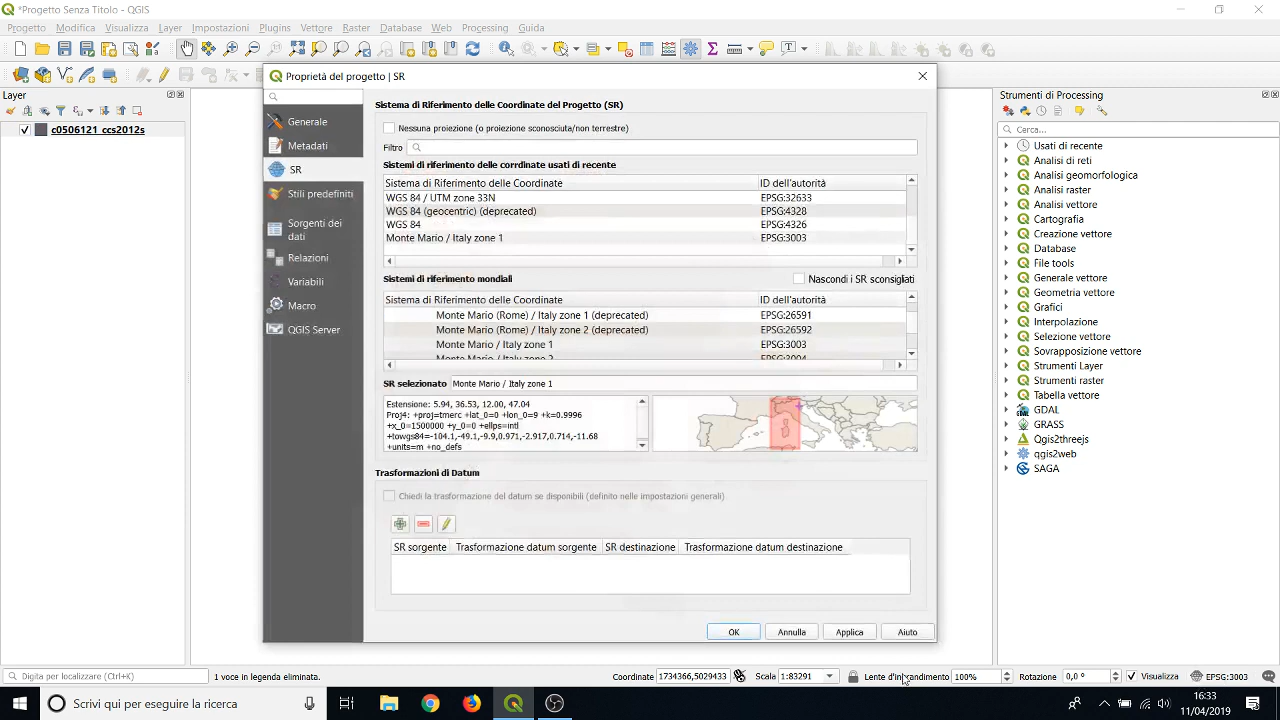 *Progetto Senza Titolo - QGIS
Progetto Modifica Visualizza Layer Impostazioni Plugins Vettore Raster Database Web Processing Guida
Layer
c0506121_ccs2012s
Proprietà del progetto | SR
Generale
Metadati
SR
Stili predefiniti
Sorgenti dei
dati
Relazioni
Variabili
Macro
QGIS Server
Sistema di Riferimento delle Coordinate del Progetto (SR)
Nessuna proiezione (o proiezione sconosciuta/non terrestre)
Filtro
Sistemi di riferimento delle corrdinate usati di recente
Sistema di Riferimento delle Coordinate ID dell'autorità
WGS 84 / UTM zone 33N EPSG:32633
WGS 84 (geocentric) (deprecated) EPSG:4328
WGS 84 EPSG:4326
Monte Mario / Italy zone 1 EPSG:3003
Sistemi di riferimento mondiali Nascondi i SR sconsigliati
Sistema di Riferimento delle Coordinate ID dell'autorità
Monte Mario (Rome) / Italy zone 1 (deprecated) EPSG:26591
Monte Mario (Rome) / Italy zone 2 (deprecated) EPSG:26592
Monte Mario / Italy zone 1 EPSG:3003
Monte Mario / Italy zone 2 EPSG:3004
SR selezionato Monte Mario / Italy zone 1
Estensione: 5.94, 36.53, 12.00, 47.04
Proj4: +proj=tmerc +lat_0=0 +lon_0=9 +k=0.9996
+x_0=1500000 +y_0=0 +ellps=intl
+towgs84=-104.1,-49.1,-9.9,0.971,-2.917,0.714,-11.68
+units=m +no_defs
Trasformazioni di Datum
Chiedi la trasformazione del datum se disponibili (definito nelle impostazioni generali)
SR sorgente Trasformazione datum sorgente SR destinazione Trasformazione datum destinazione
OK Annulla Applica Aiuto
Strumenti di Processing
Cerca...
Usati di recente
Analisi di reti
Analisi geomorfologica
Analisi raster
Analisi vettore
Cartografia
Creazione vettore
Database
File tools
Generale vettore
Geometria vettore
Grafici
Interpolazione
Selezione vettore
Sovrapposizione vettore
Strumenti Layer
Strumenti raster
Tabella vettore
GDAL
GRASS
Qgis2threejs
qgis2web
SAGA
Digita per localizzare (Ctrl+K) 1 voce in legenda eliminata. Coordinate 1734366,5029433 Scala 1:83291 Lente d'ingrandimento 100% Rotazione 0,0 ° Visualizza EPSG:3003
Scrivi qui per eseguire la ricerca
16:33
11/04/2019